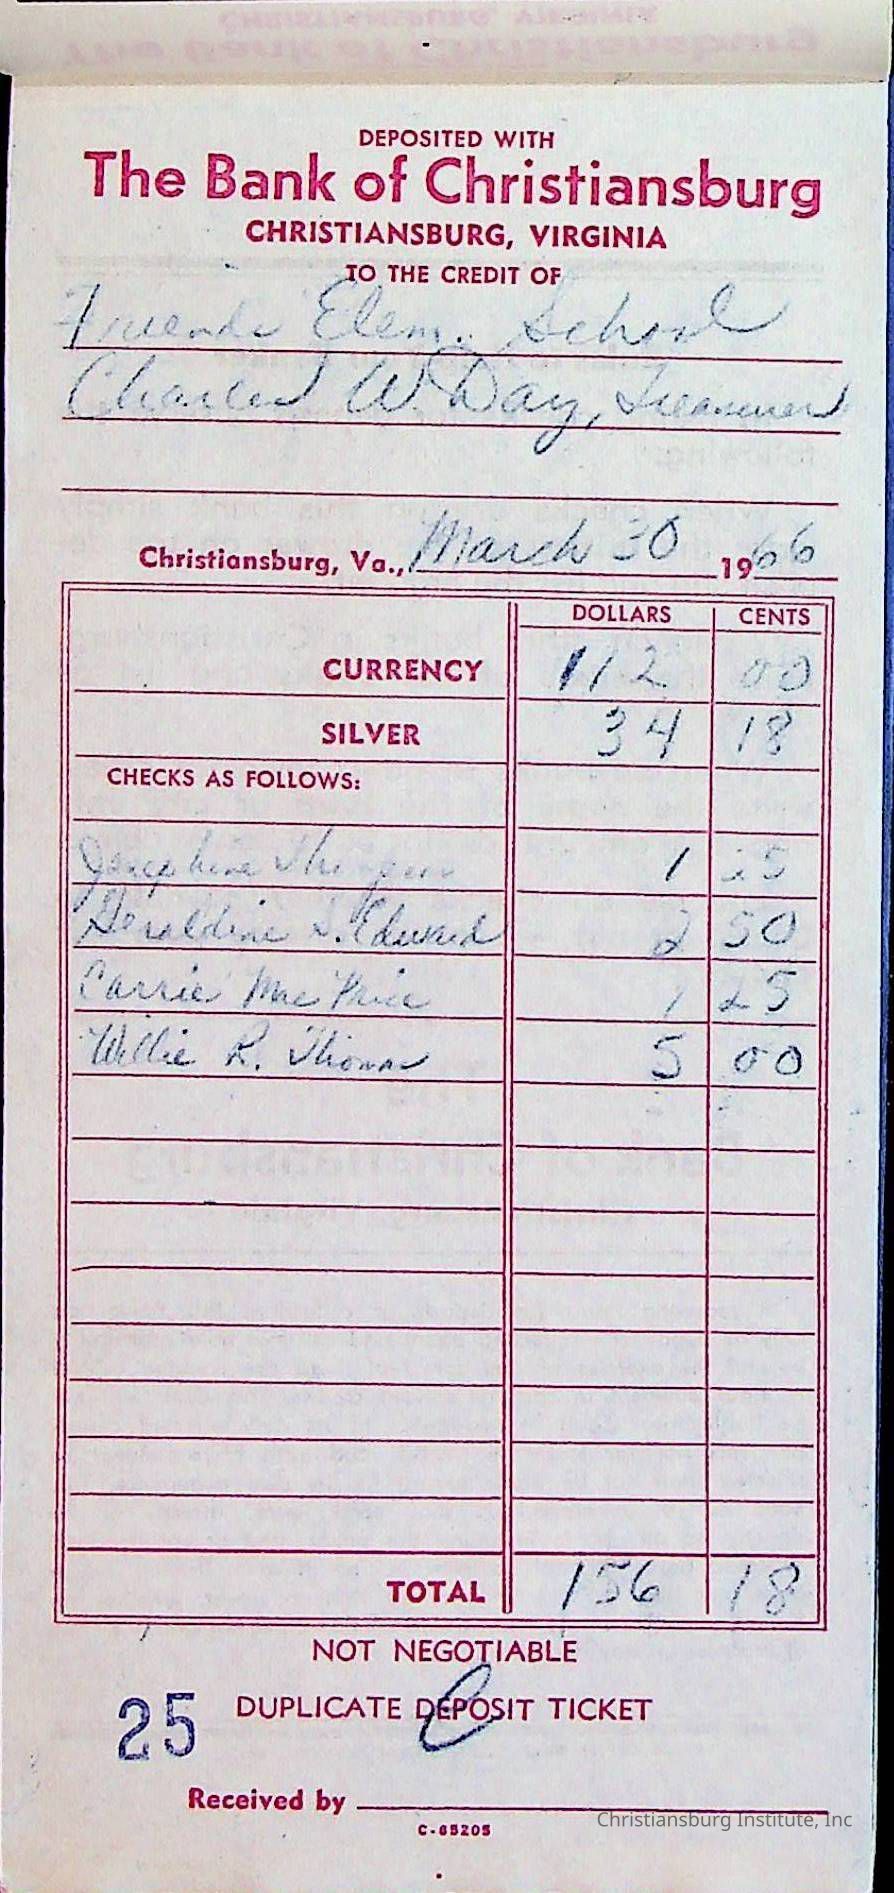 DEPOSITED WITH
The Bank of Christiansburg
CHRISTIANSBURG, VIRGINIA
TO THE CREDIT OF
Friends Elem. School
Charles W. Day, Treasurer
Christiansburg, Va., March 30 1966
DOLLARS CENTS
CURRENCY 112 00
SILVER 34 18
CHECKS AS FOLLOWS:
Josephine 1 25
Geraldine S. Edward 2 50
Carrie Mae Price 1 25
Willie R. Thomas 5 00
TOTAL 156 18
NOT NEGOTIABLE
25 DUPLICATE DEPOSIT TICKET
Received by
Christiansburg Institute, Inc
C-65205